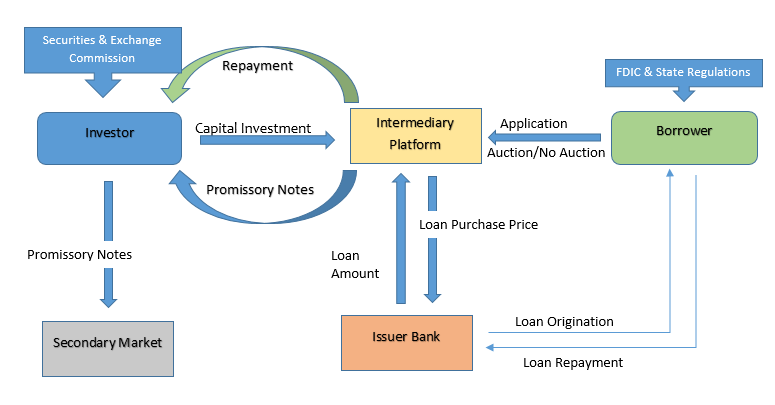 Securities & Exchange
Commission
Repayment
FDIC & State Regulations
Investor
Capital Investment
Intermediary
Platform
Application
Auction/No Auction
Borrower
Promissory Notes
Loan Purchase Price
Promissory Notes
Loan
Amount
Secondary Market
Issuer Bank
Loan Origination
Loan Repayment